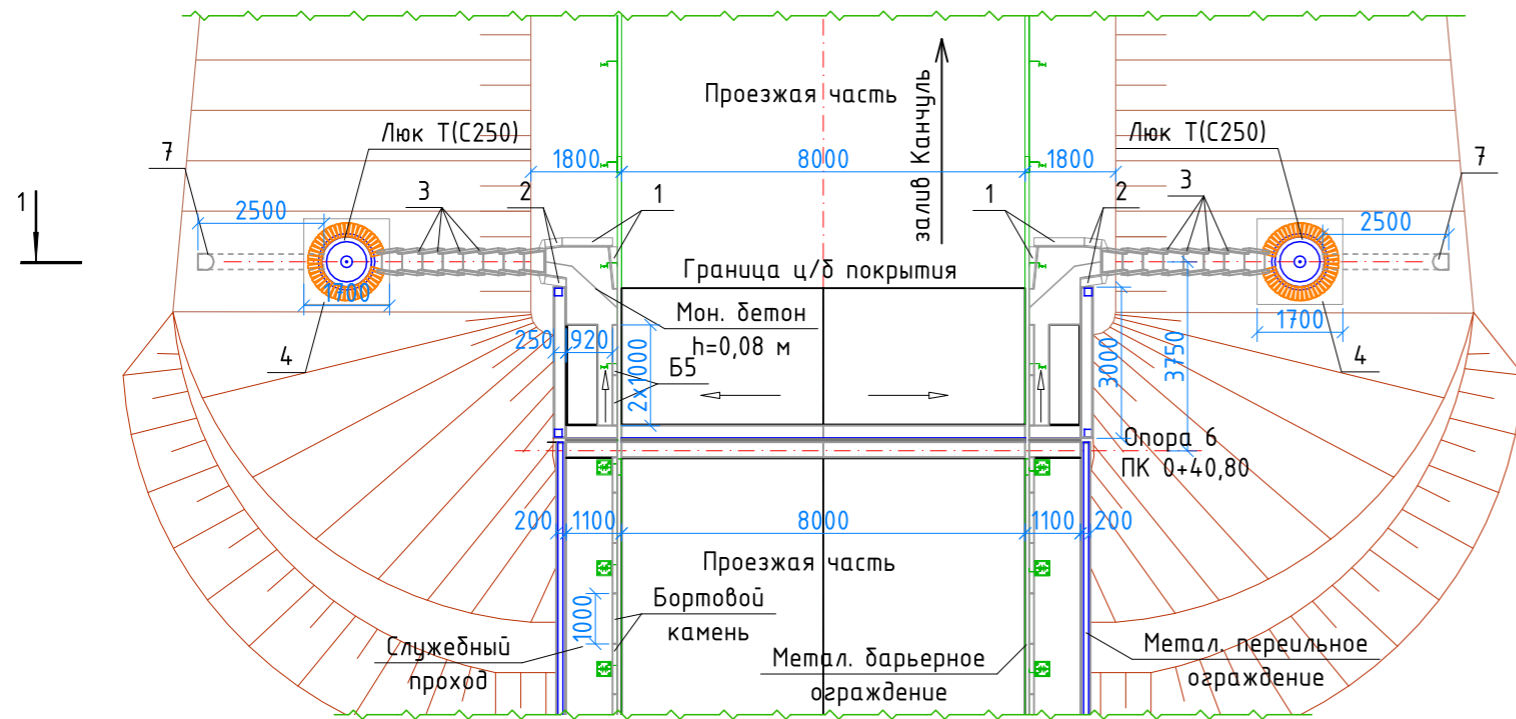 Проезжая часть
залив Канчуль
Люк Т(С250)
Люк Т(С250)
7
7
1800
8000
1800
3
2
1
1
2
3
1
2500
2500
Граница ц/б покрытия
1700
1700
Мон. бетон
h=0,08 м
250
920
2х1000
Б5
3000
3750
4
4
Опора 6
ПК 0+40,80
200
1100
8000
1100
200
Проезжая часть
1000
Бортовой
камень
Служебный
проход
Метал. барьерное
ограждение
Метал. переильное
ограждение